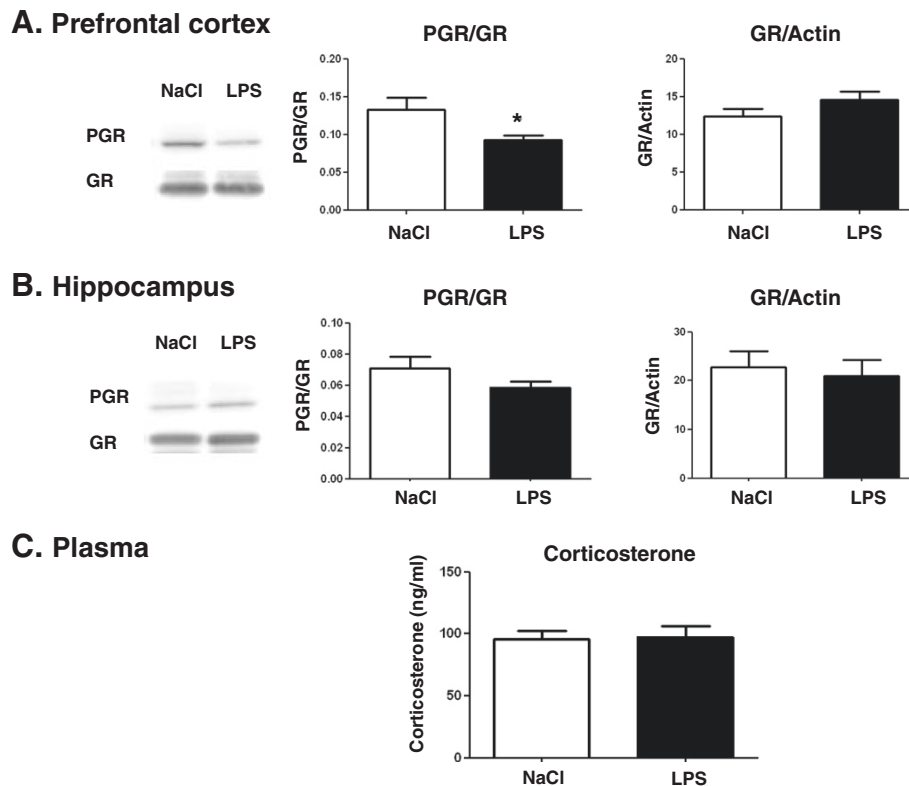 A. Prefrontal cortex
NaCl LPS
PGR
GR
PGR/GR
PGR/GR
0.20
0.15
0.10
0.05
0.00
*
NaCl LPS
GR/Actin
GR/Actin
20
15
10
5
0
NaCl LPS
B. Hippocampus
NaCl LPS
PGR
GR
PGR/GR
PGR/GR
0.10
0.08
0.06
0.04
0.02
0.00
NaCl LPS
GR/Actin
GR/Actin
30
20
10
0
NaCl LPS
C. Plasma
Corticosterone
Corticosterone (ng/ml)
150
100
50
0
NaCl LPS